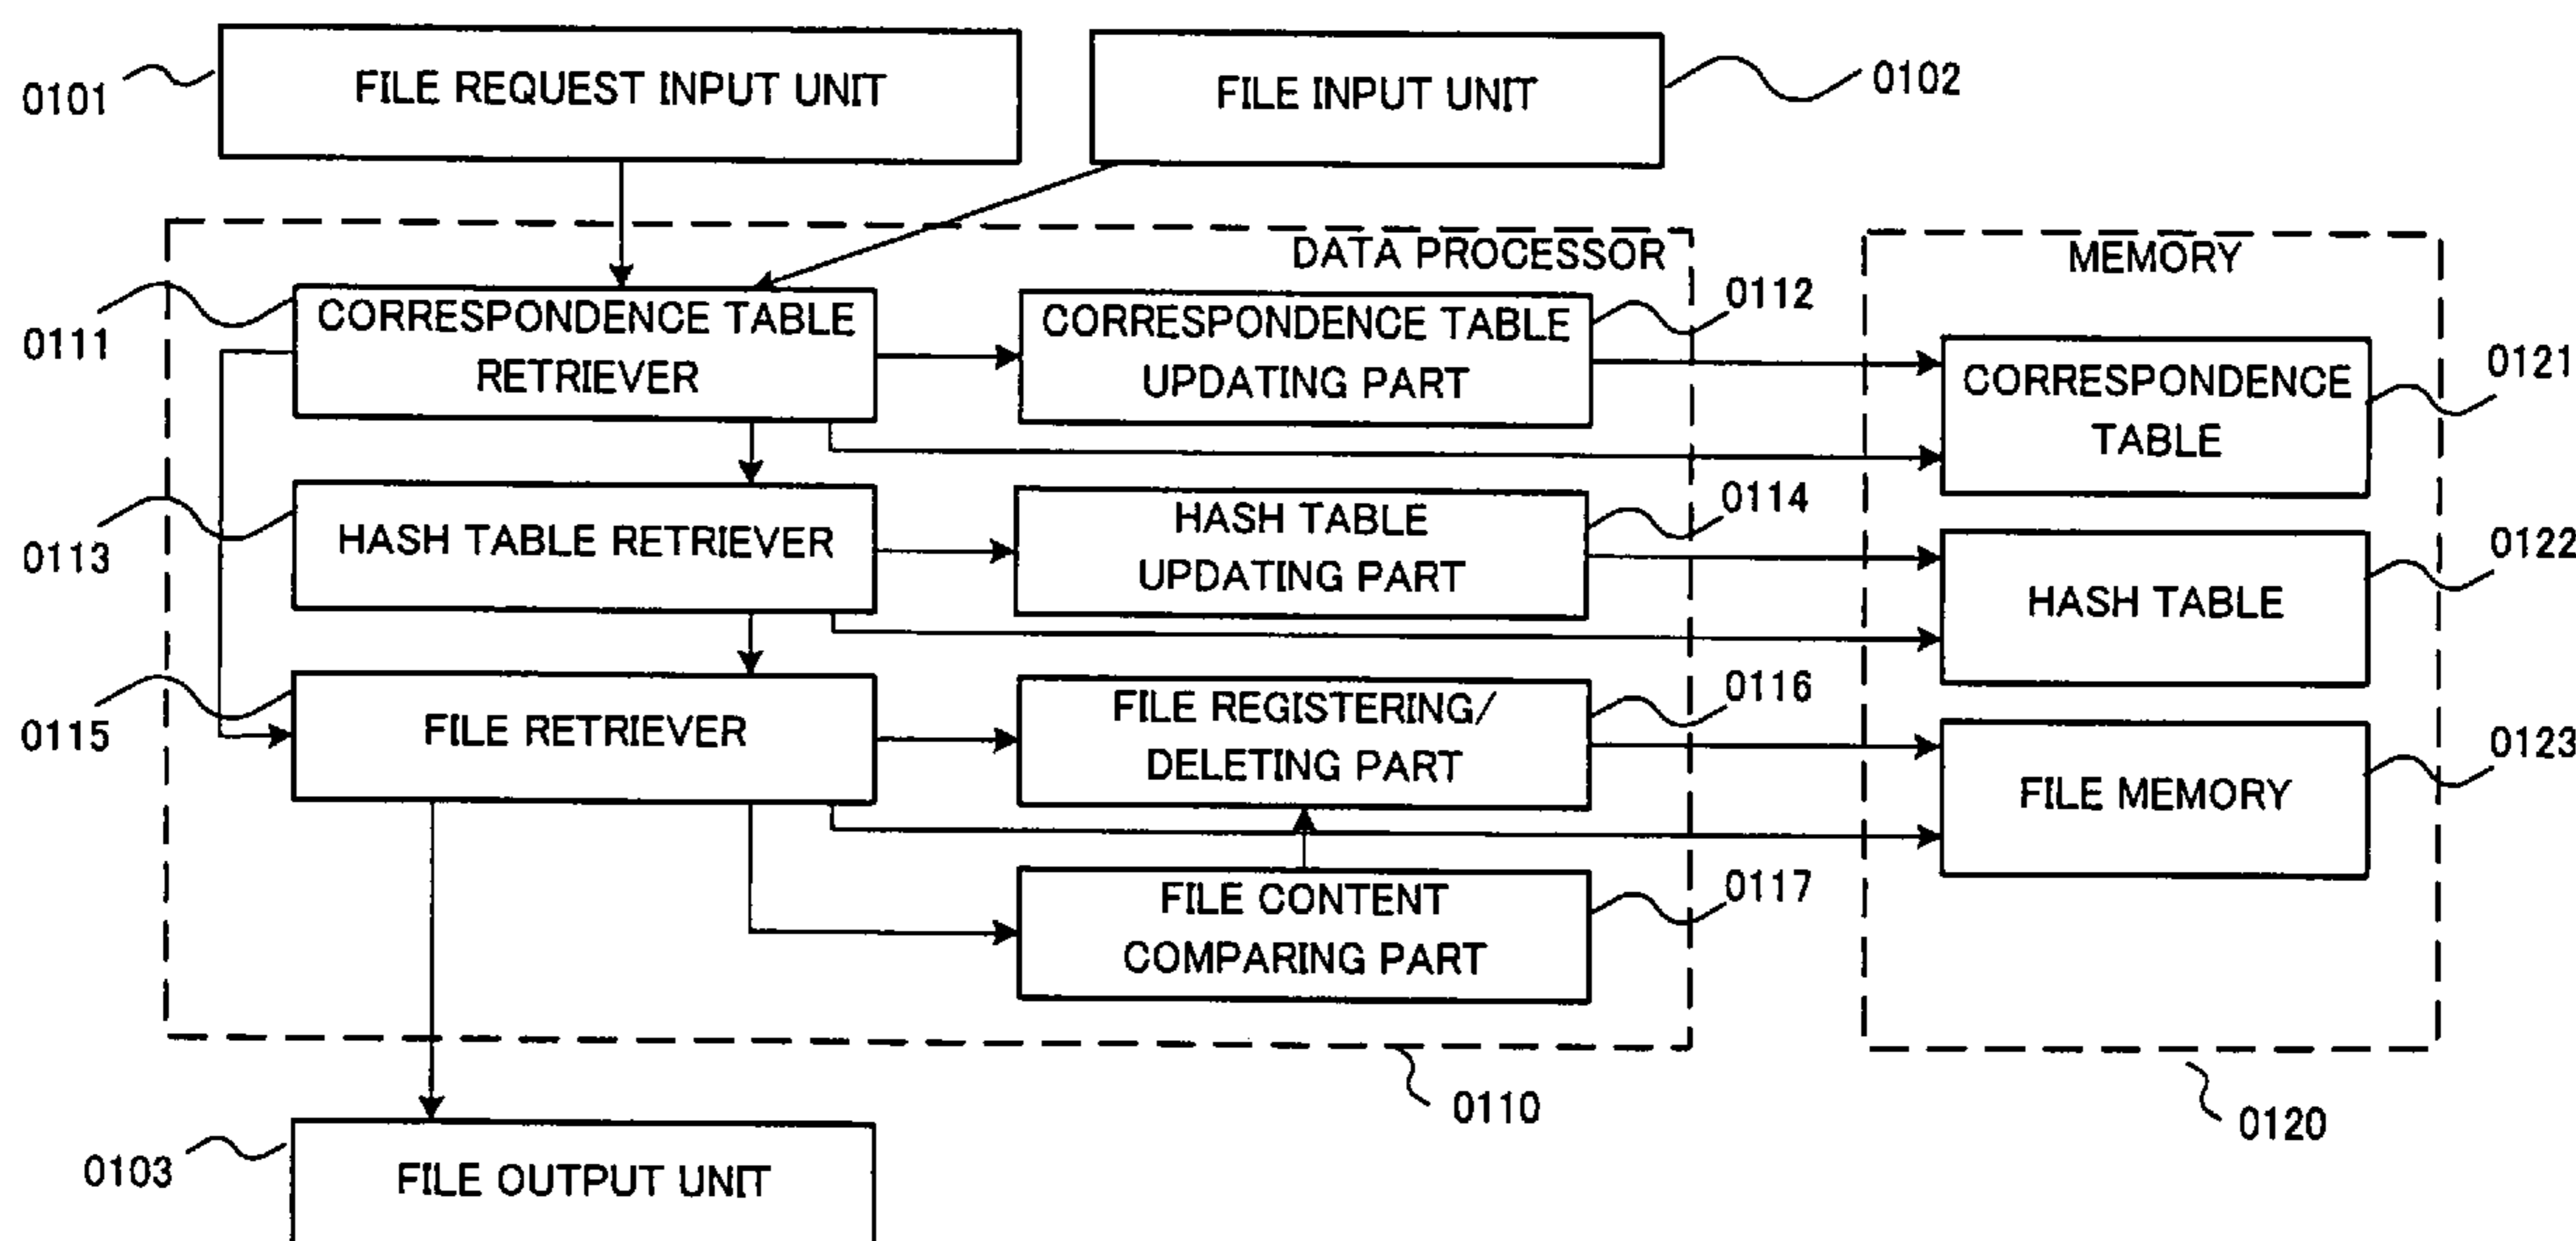 FILE REQUEST INPUT UNIT
FILE INPUT UNIT
0101
0102
DATA PROCESSOR
MEMORY
0111
CORRESPONDENCE TABLE
RETRIEVER
CORRESPONDENCE TABLE
UPDATING PART
0112
CORRESPONDENCE
TABLE
0121
0113
HASH TABLE RETRIEVER
HASH TABLE
UPDATING PART
0114
HASH TABLE
0122
0115
FILE RETRIEVER
FILE REGISTERING/
DELETING PART
0116
FILE MEMORY
0123
FILE CONTENT
COMPARING PART
0117
0110
0120
0103
FILE OUTPUT UNIT